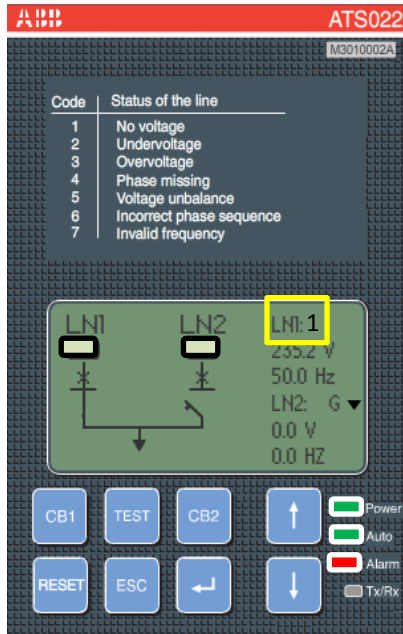 ABB ATS022
M3010002A
Code Status of the line
1 No voltage
2 Undervoltage
3 Overvoltage
4 Phase missing
5 Voltage unbalance
6 Incorrect phase sequence
7 Invalid frequency
LN1 LN2 LN1: 1
235.2 V
50.0 Hz
LN2: G
0.0 V
0.0 HZ
CB1 TEST CB2
Power
Auto
RESET ESC
Alarm
Tx/Rx